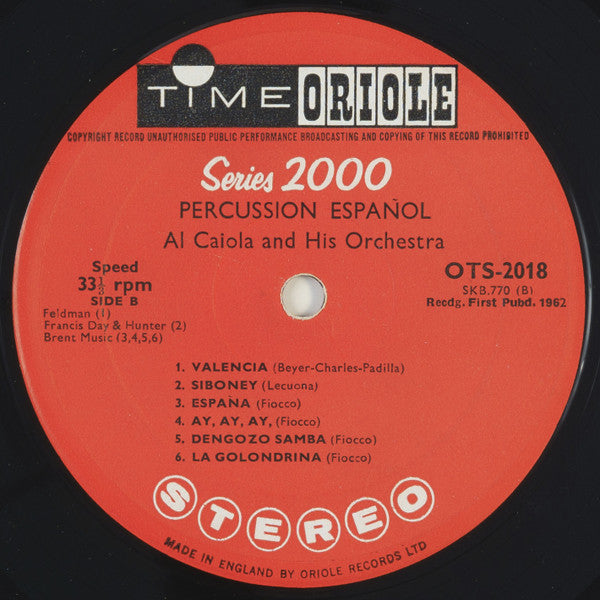 TIME ORIOLE
COPYRIGHT RECORD UNAUTHORISED PUBLIC PERFORMANCE BROADCASTING AND COPYING OF THIS RECORD PROHIBITED
Series 2000
PERCUSSION ESPAÑOL
Al Caiola and His Orchestra
Speed
33⅓ rpm
SIDE B
Feldman (1)
Francis Day & Hunter (2)
Brent Music (3,4,5,6)
OTS-2018
SKB.770 (B)
Recdg. First Pubd. 1962
1. VALENCIA (Beyer-Charles-Padilla)
2. SIBONEY (Lecuona)
3. ESPAÑA (Fiocco)
4. AY, AY, AY, (Fiocco)
5. DENGOZO SAMBA (Fiocco)
6. LA GOLONDRINA (Fiocco)
STEREO
MADE IN ENGLAND BY ORIOLE RECORDS LTD